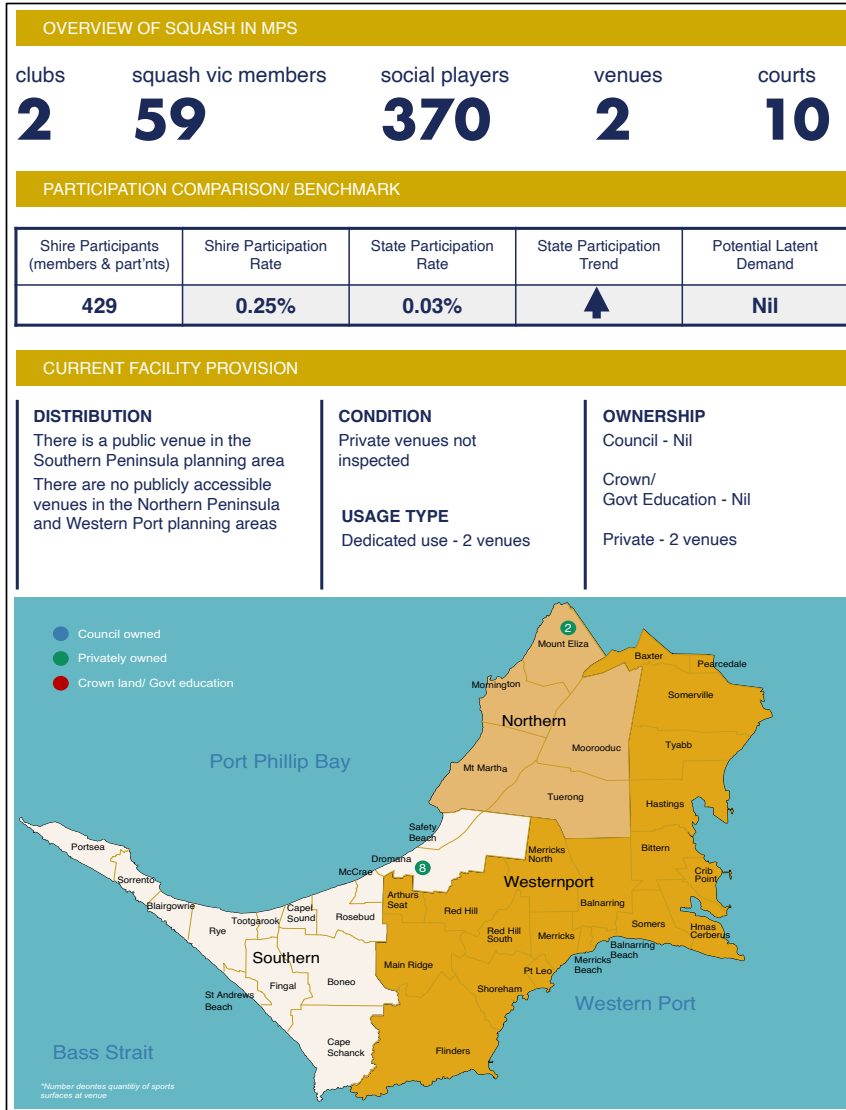 OVERVIEW OF SQUASH IN MPS
clubs squash vic members social players venues courts
2 59 370 2 10
PARTICIPATION COMPARISON/ BENCHMARK
Shire Participants (members & part'nts)
Shire Participation Rate
State Participation Rate
State Participation Trend
Potential Latent Demand
429 0.25% 0.03% Nil
CURRENT FACILITY PROVISION
DISTRIBUTION
There is a public venue in the
Southern Peninsula planning area
There are no publicly accessible
venues in the Northern Peninsula
and Western Port planning areas
CONDITION
Private venues not
inspected
USAGE TYPE
Dedicated use - 2 venues
OWNERSHIP
Council - Nil
Crown/
Govt Education - Nil
Private - 2 venues
Council owned
Privately owned
Crown land/ Govt education
2
Mount Eliza
Baxter
Pearcedale
Mornington
Somerville
Northern
Moorooduc
Tyabb
Port Phillip Bay
Mt Martha
Tuerong
Hastings
Safety
Beach
Portsea
Merricks
North
Bittern
Dromana
8
McCrae
Sorrento
Crib
Point
Westernport
Arthurs
Seat
Blairgowrie
Capel
Sound
Red Hill
Balnarring
Tootgarook
Rosebud
Rye
Somers
Hmas
Cerberus
Red Hill
South
Merricks
Balnarring
Beach
Southern
Main Ridge
Merricks
Beach
Pt Leo
Boneo
Fingal
Shoreham
St Andrews
Beach
Western Port
Cape
Schanck
Flinders
Bass Strait
*Number deontes quantitiy of sports
surfaces at venue